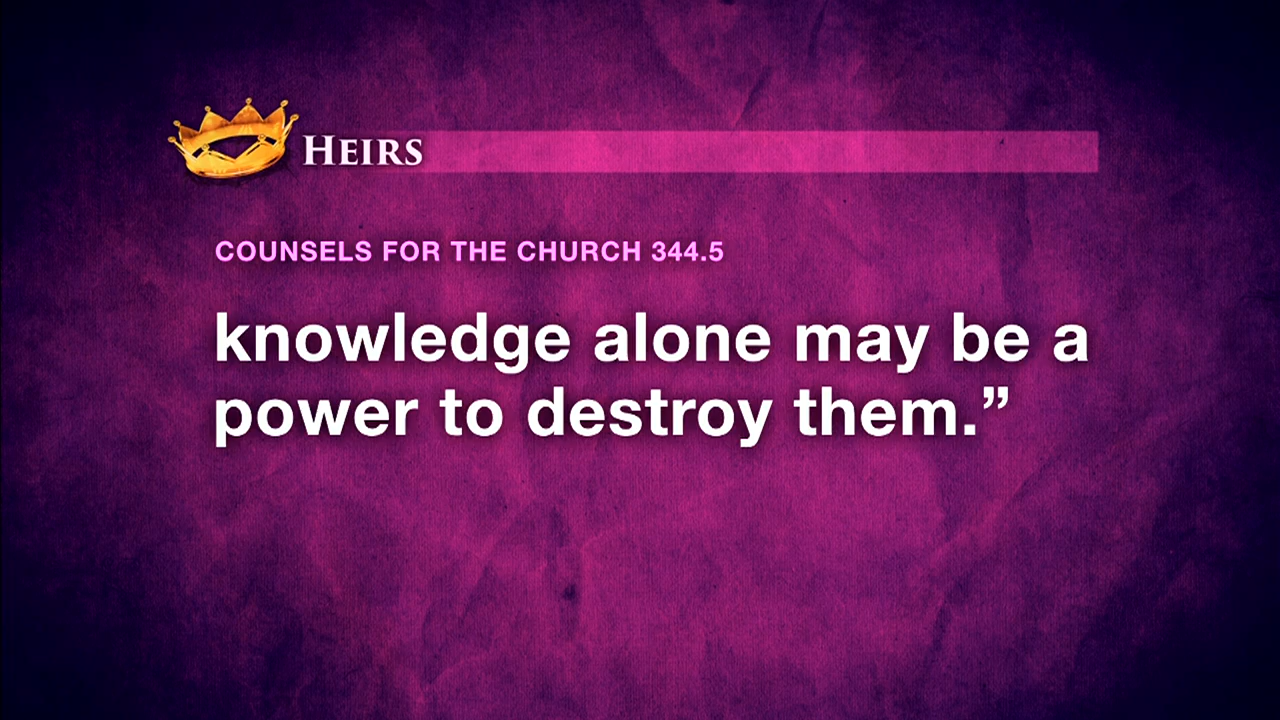 HEIRS
COUNSELS FOR THE CHURCH 344.5
knowledge alone may be a
power to destroy them.”